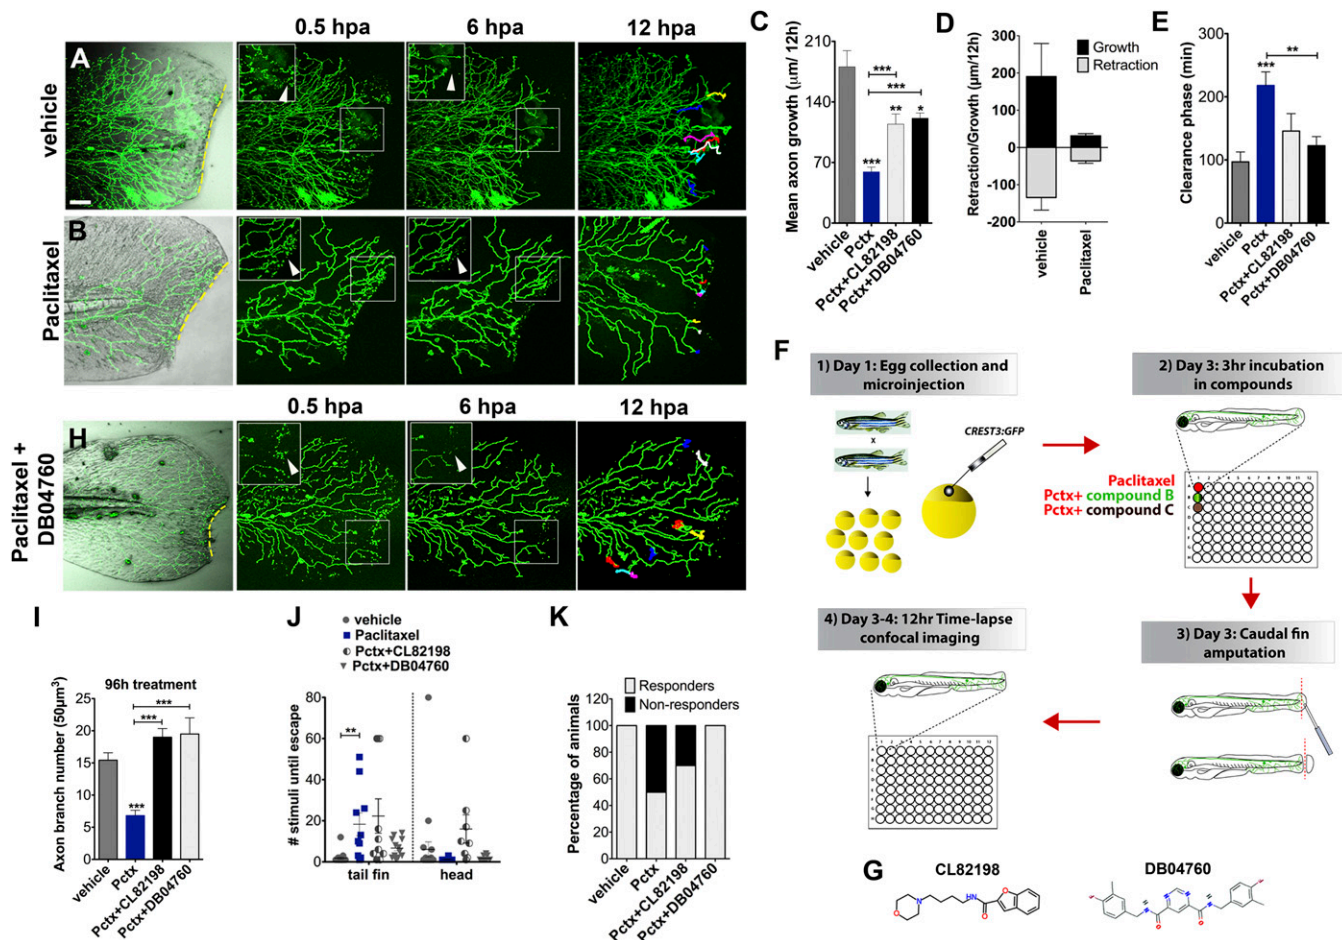 0.5 hpa 6 hpa 12 hpa
A
vehicle
B
Paclitaxel
C
Mean axon growth (µm/ 12h)
210
140
70
0
***
***
***
**
*
vehicle
Pctx
Pctx+CL82198
Pctx+DB04760
D
Retraction/Growth (µm/12h)
Growth
Retraction
300
200
100
0
-100
-200
vehicle
Paclitaxel
E
Clearance phase (min)
300
200
100
0
**
***
vehicle
Pctx
Pctx+CL82198
Pctx+DB04760
F
1) Day 1: Egg collection and
microinjection
x
CREST3:GFP
2) Day 3: 3hr incubation
in compounds
Paclitaxel
Pctx+ compound B
Pctx+ compound C
3) Day 3: Caudal fin
amputation
4) Day 3-4: 12hr Time-lapse
confocal imaging
G
CL82198
DB04760
0.5 hpa 6 hpa 12 hpa
H
Paclitaxel +
DB04760
I
96h treatment
Axon branch number (50µm³)
25
20
15
10
5
0
***
***
***
vehicle
Pctx
Pctx+CL82198
Pctx+DB04760
J
vehicle
Paclitaxel
Pctx+CL82198
Pctx+DB04760
# stimuli until escape
80
60
40
20
0
**
tail fin head
K
Responders
Non-responders
Percentage of animals
120
100
80
60
40
20
0
vehicle
Pctx
Pctx+CL82198
Pctx+DB04760